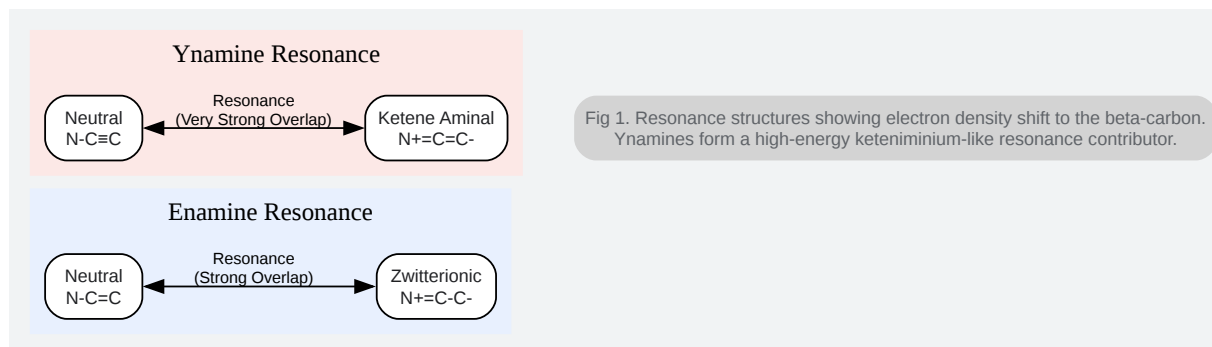 Ynamine Resonance
Neutral
N-C≡C
Resonance
(Very Strong Overlap)
Ketene Aminal
N+=C=C-
Fig 1. Resonance structures showing electron density shift to the beta-carbon.
Ynamines form a high-energy keteniminium-like resonance contributor.
Enamine Resonance
Neutral
N-C=C
Resonance
(Strong Overlap)
Zwitterionic
N+=C-C-